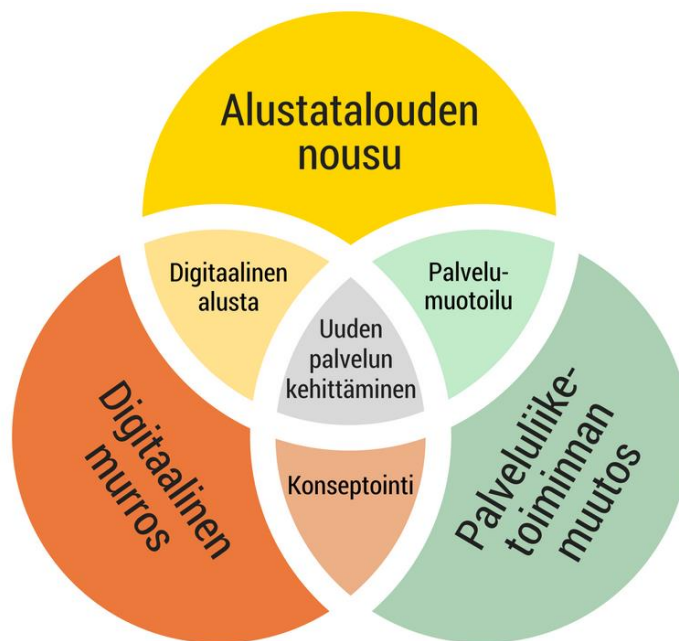 Alustatalouden
nousu
Digitaalinen
alusta
Palvelu-
muotoilu
Uuden
palvelun
kehittäminen
Digitaalinen
murros
Konseptointi
Palveluliike-
toiminnan
muutos